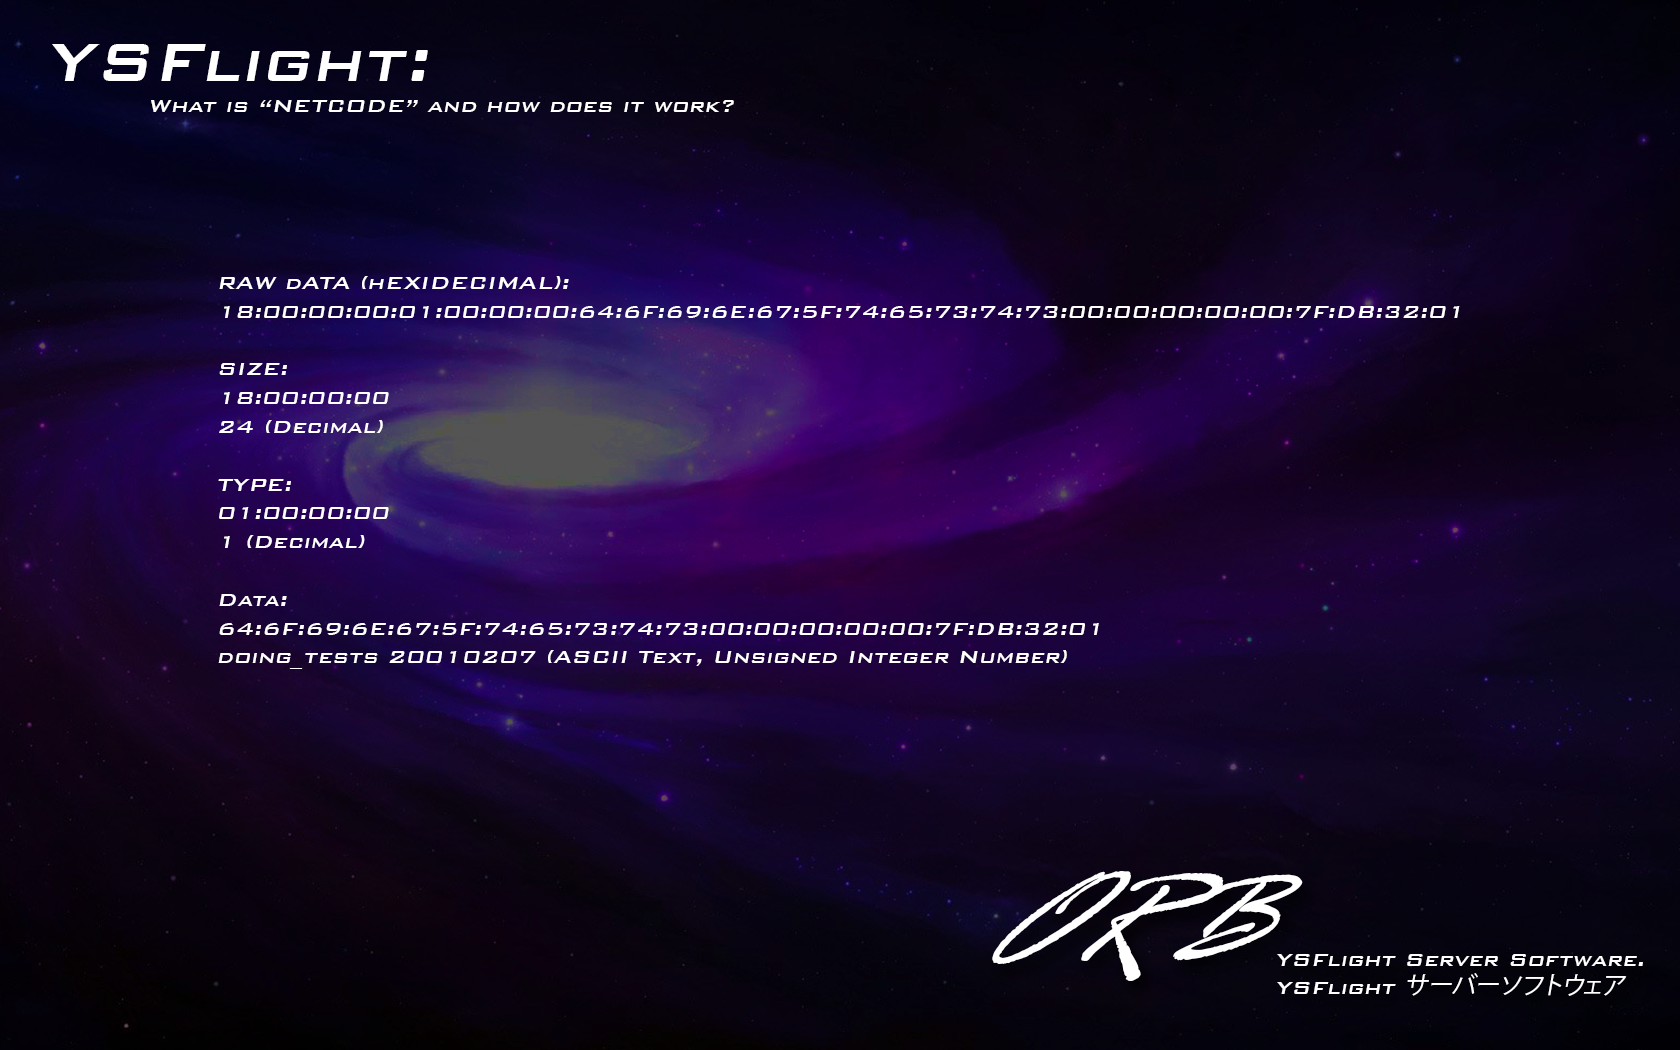 YSFLIGHT:
WHAT IS “NETCODE” AND HOW DOES IT WORK?
RAW DATA (HEXIDECIMAL):
18:00:00:00:01:00:00:00:64:6F:69:6E:67:5F:74:65:73:74:73:00:00:00:00:00:7F:DB:32:01
SIZE:
18:00:00:00
24 (DECIMAL)
TYPE:
01:00:00:00
1 (DECIMAL)
DATA:
64:6F:69:6E:67:5F:74:65:73:74:73:00:00:00:00:00:7F:DB:32:01
DOING_TESTS 20010207 (ASCII TEXT, UNSIGNED INTEGER NUMBER)
ORB
YSFLIGHT SERVER SOFTWARE.
YSFLIGHT サーバーソフトウェア